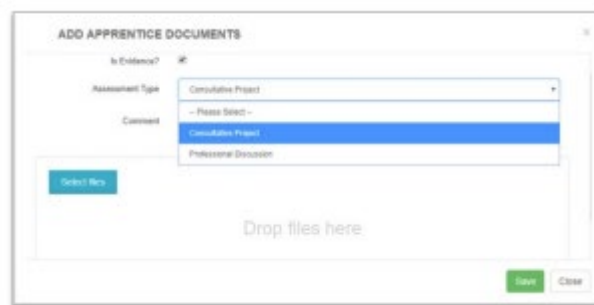 ADD APPRENTICE DOCUMENTS ×
Is Evidence?
Assessment Type Consultative Project
-- Please Select --
Comment
Consultative Project
Professional Discussion
Select files
Drop files here
Save Close